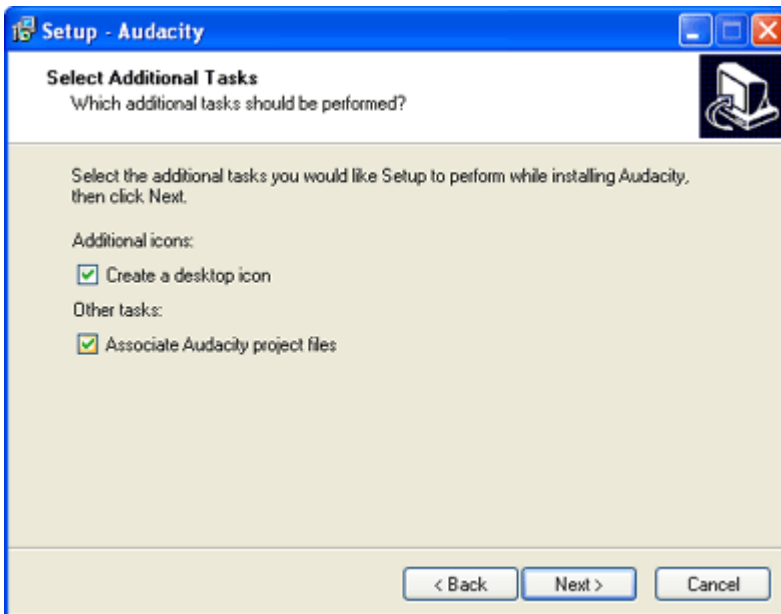 Setup - Audacity
Select Additional Tasks
Which additional tasks should be performed?
Select the additional tasks you would like Setup to perform while installing Audacity,
then click Next.
Additional icons:
Create a desktop icon
Other tasks:
Associate Audacity project files
< Back Next > Cancel